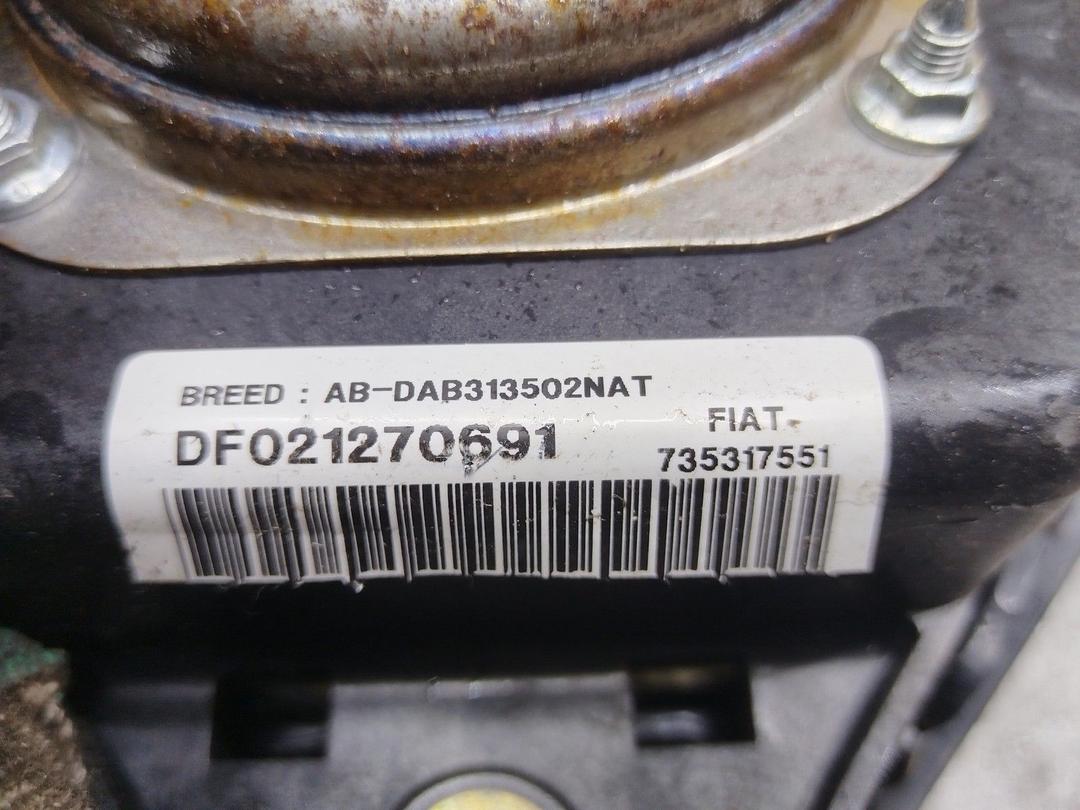 BREED : AB-DAB313502NAT
FIAT
DF021270691
735317551